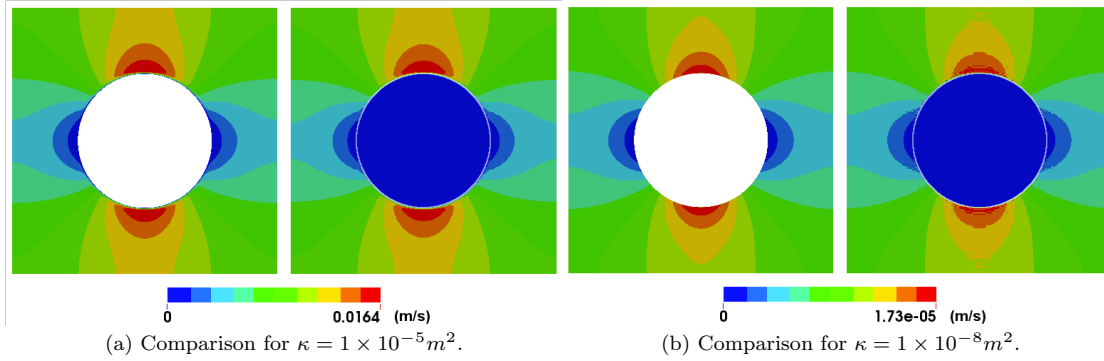 0 0.0164 (m/s)
0 1.73e-05 (m/s)
(a) Comparison for κ = 1 × 10⁻⁵m².
(b) Comparison for κ = 1 × 10⁻⁸m².